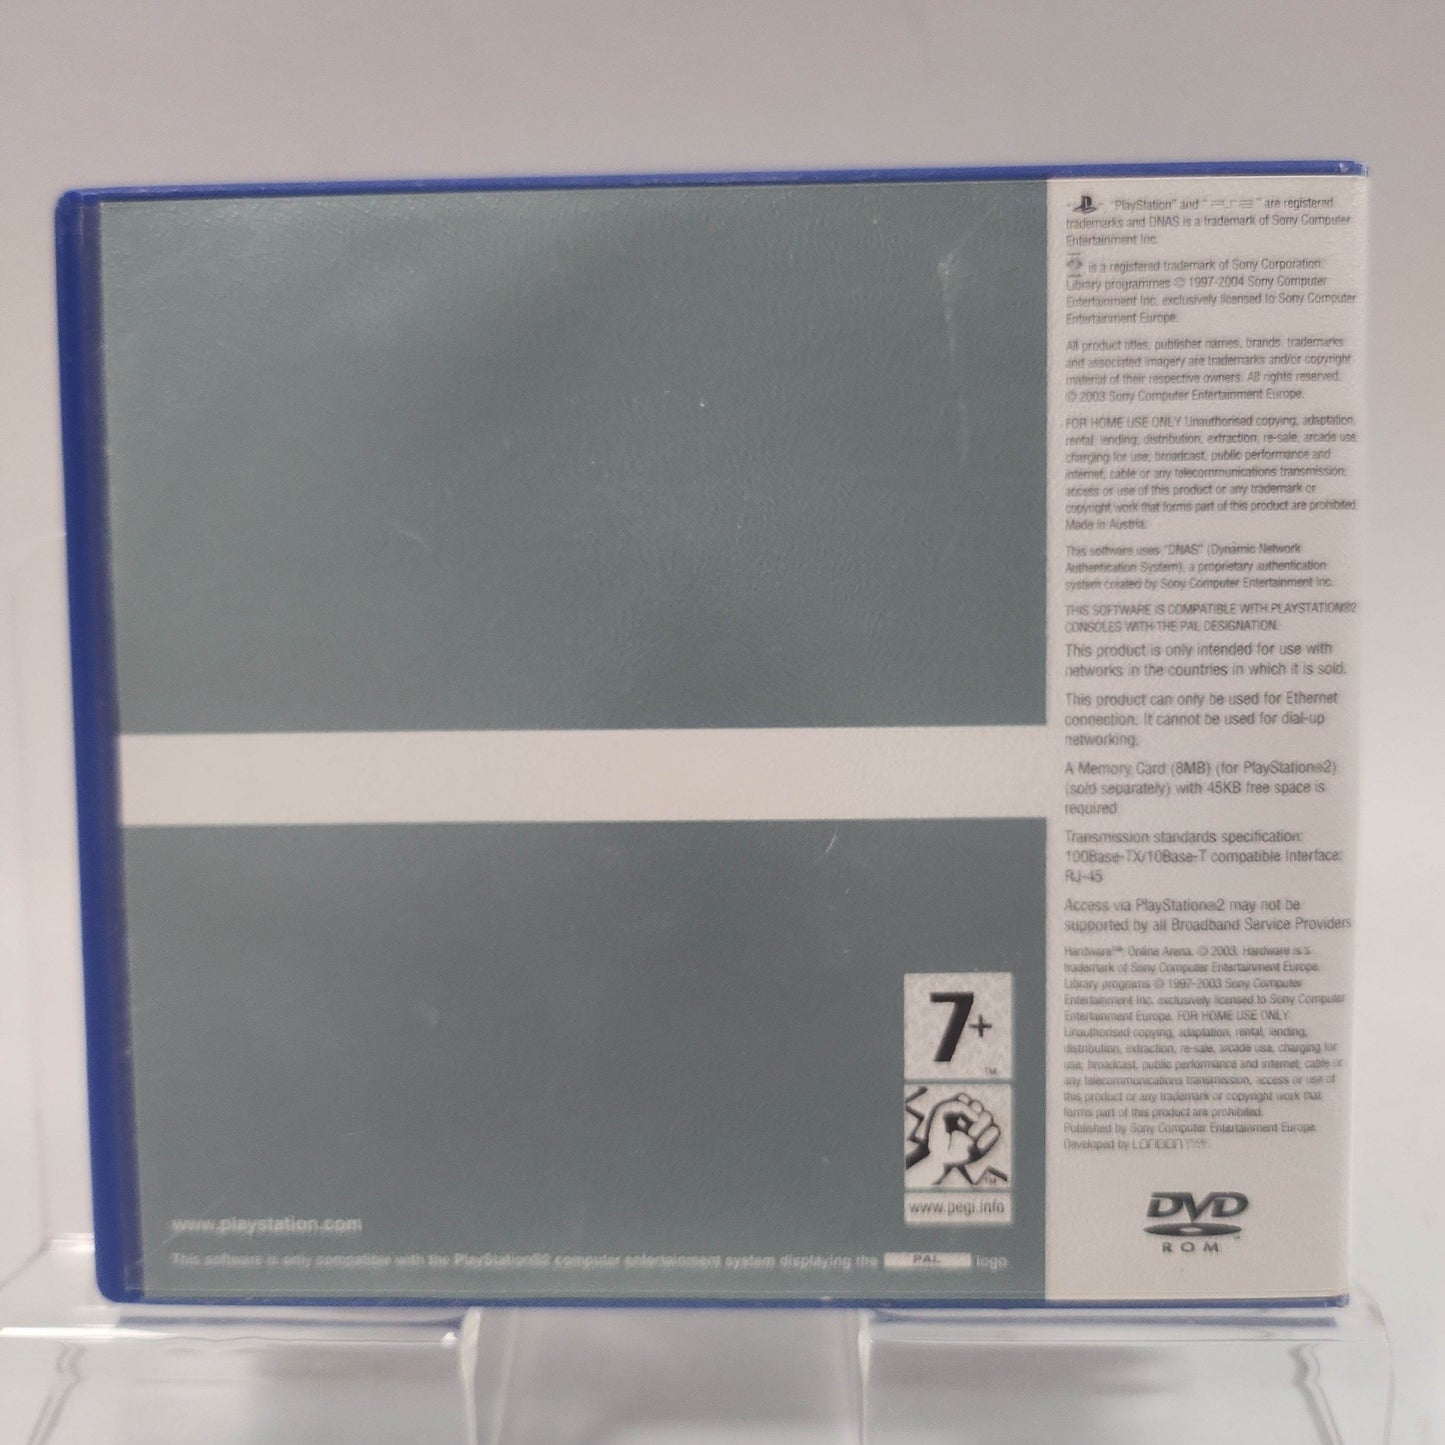 www.playstation.com
This software is only compatible with the PlayStation®2 computer entertainment system displaying the PAL logo
7+
TM
TM
www.pegi.info
"PlayStation" and "PS2" are registered
trademarks and DNAS is a trademark of Sony Computer
Entertainment Inc.
is a registered trademark of Sony Corporation.
Library programmes © 1997-2004 Sony Computer
Entertainment Inc. exclusively licensed to Sony Computer
Entertainment Europe.
All product titles, publisher names, brands, trademarks
and associated imagery are trademarks and/or copyright
material of their respective owners. All rights reserved.
© 2003 Sony Computer Entertainment Europe.
FOR HOME USE ONLY Unauthorised copying, adaptation,
rental, lending, distribution, extraction, re-sale, arcade use,
charging for use, broadcast, public performance and
internet, cable or any telecommunications transmission,
access or use of this product or any trademark or
copyright work that forms part of this product are prohibited.
Made in Austria.
This software uses "DNAS" (Dynamic Network
Authentication System), a proprietary authentication
system created by Sony Computer Entertainment Inc.
THIS SOFTWARE IS COMPATIBLE WITH PLAYSTATION®2
CONSOLES WITH THE PAL DESIGNATION.
This product is only intended for use with
networks in the countries in which it is sold.
This product can only be used for Ethernet
connection. It cannot be used for dial-up
networking.
A Memory Card (8MB) (for PlayStation®2)
(sold separately) with 45KB free space is
required
Transmission standards specification:
100Base-TX/10Base-T compatible Interface:
RJ-45
Access via PlayStation®2 may not be
supported by all Broadband Service Providers
Hardware™: Online Arena. © 2003. Hardware is a
trademark of Sony Computer Entertainment Europe.
Library programs © 1997-2003 Sony Computer
Entertainment Inc. exclusively licensed to Sony Computer
Entertainment Europe. FOR HOME USE ONLY.
Unauthorised copying, adaptation, rental, lending,
distribution, extraction, re-sale, arcade use, charging for
use, broadcast, public performance and internet, cable or
any telecommunications transmission, access or use of
this product or any trademark or copyright work that
forms part of this product are prohibited.
Published by Sony Computer Entertainment Europe.
Developed by LONDON
DVD
ROM